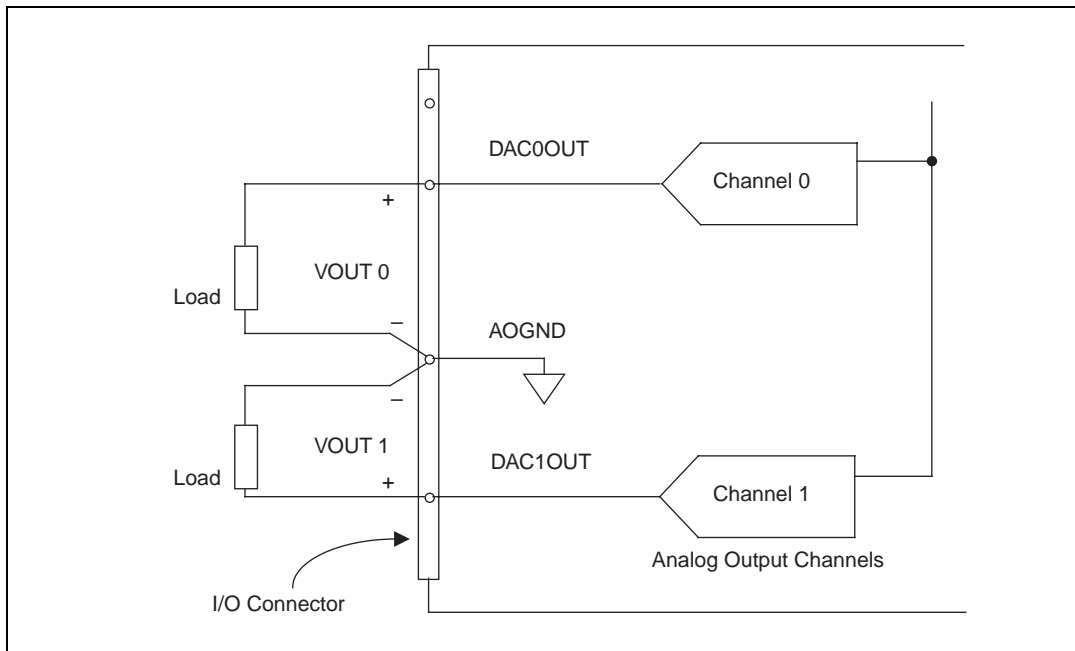 DAC0OUT
Channel 0
+
VOUT 0
Load
–
AOGND
–
VOUT 1
Load
+
DAC1OUT
Channel 1
Analog Output Channels
I/O Connector